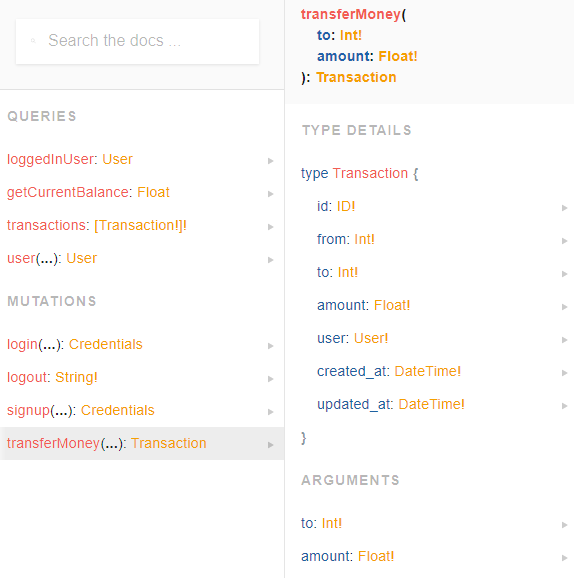 Search the docs ...
QUERIES
loggedInUser: User
getCurrentBalance: Float
transactions: [Transaction!]!
user(...): User
MUTATIONS
login(...): Credentials
logout: String!
signup(...): Credentials
transferMoney(...): Transaction
transferMoney(
to: Int!
amount: Float!
): Transaction
TYPE DETAILS
type Transaction {
id: ID!
from: Int!
to: Int!
amount: Float!
user: User!
created_at: DateTime!
updated_at: DateTime!
}
ARGUMENTS
to: Int!
amount: Float!